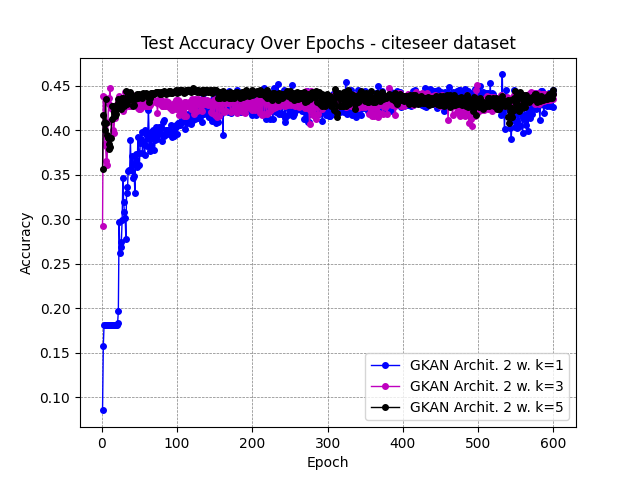 Test Accuracy Over Epochs - citeseer dataset
Accuracy
0.45
0.40
0.35
0.30
0.25
0.20
0.15
0.10
GKAN Archit. 2 w. k=1
GKAN Archit. 2 w. k=3
GKAN Archit. 2 w. k=5
0 100 200 300 400 500 600
Epoch